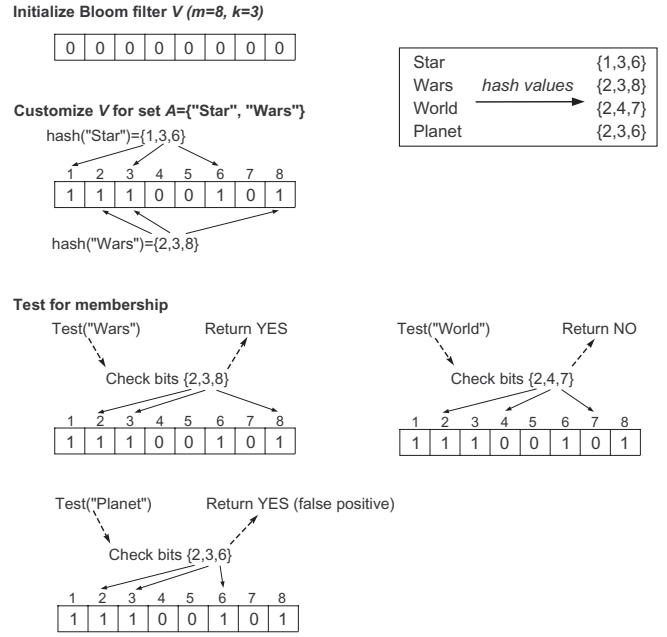 Initialize Bloom filter V (m=8, k=3)
0 0 0 0 0 0 0 0
Star {1,3,6}
Wars hash values {2,3,8}
World {2,4,7}
Planet {2,3,6}
Customize V for set A={"Star", "Wars"}
hash("Star")={1,3,6}
1 2 3 4 5 6 7 8
1 1 1 0 0 1 0 1
hash("Wars")={2,3,8}
Test for membership
Test("Wars") Return YES
Check bits {2,3,8}
1 2 3 4 5 6 7 8
1 1 1 0 0 1 0 1
Test("World") Return NO
Check bits {2,4,7}
1 2 3 4 5 6 7 8
1 1 1 0 0 1 0 1
Test("Planet") Return YES (false positive)
Check bits {2,3,6}
1 2 3 4 5 6 7 8
1 1 1 0 0 1 0 1